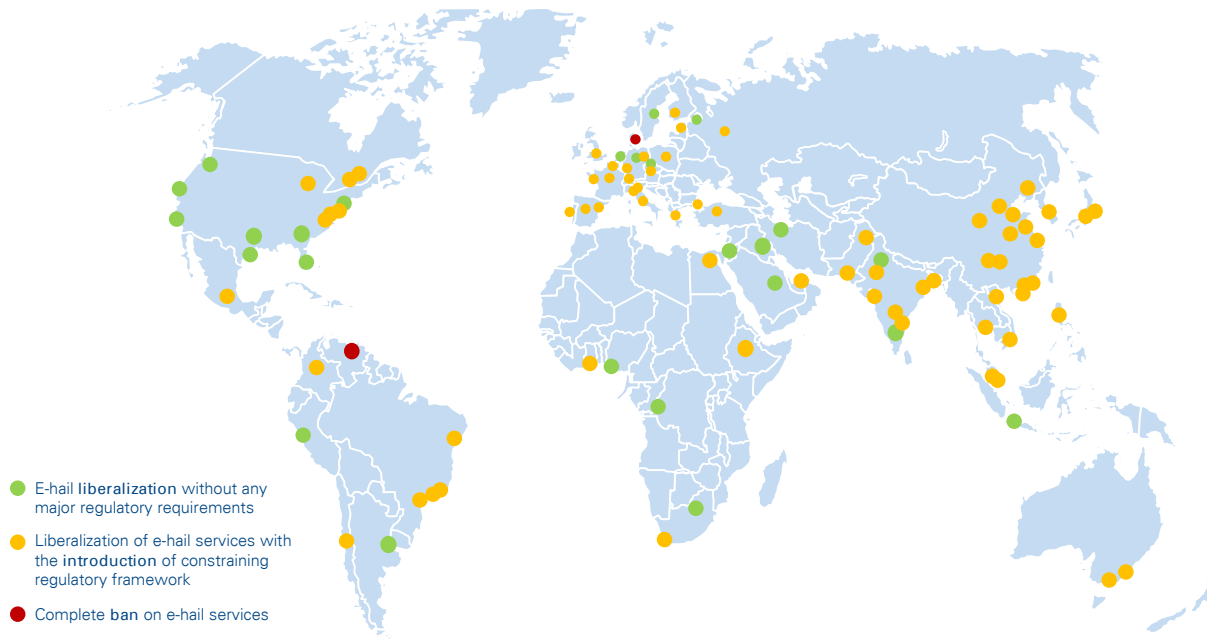 E-hail liberalization without any
major regulatory requirements
Liberalization of e-hail services with
the introduction of constraining
regulatory framework
Complete ban on e-hail services